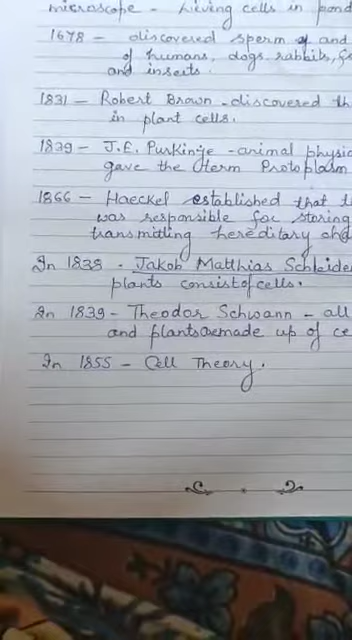 microscope - Living cells in pond
1678 - discovered sperm and
of humans, dogs, rabbits,
and insects.
1831 - Robert Brown - discovered th
in plant cells.
1839 - J.E. Purkinje - animal physio
gave the term Protoplasm
1866 - Haeckel established that t
was responsible for storing
transmitting hereditary cha
In 1838 - Jakob Matthias Schleiden
plants consist of cells.
In 1839 - Theodor Schwann - all
and plants are made up of ce
In 1855 - Cell Theory.